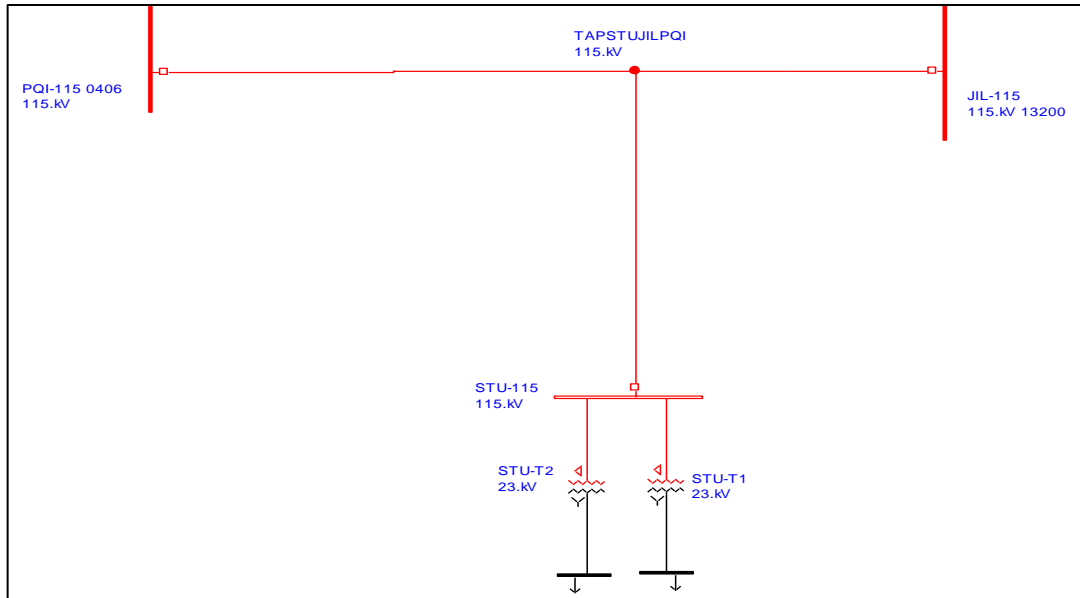 TAPSTUJILPQI
115.kV
PQI-115 0406
115.kV
JIL-115
115.kV 13200
STU-115
115.kV
STU-T2
23.kV
STU-T1
23.kV